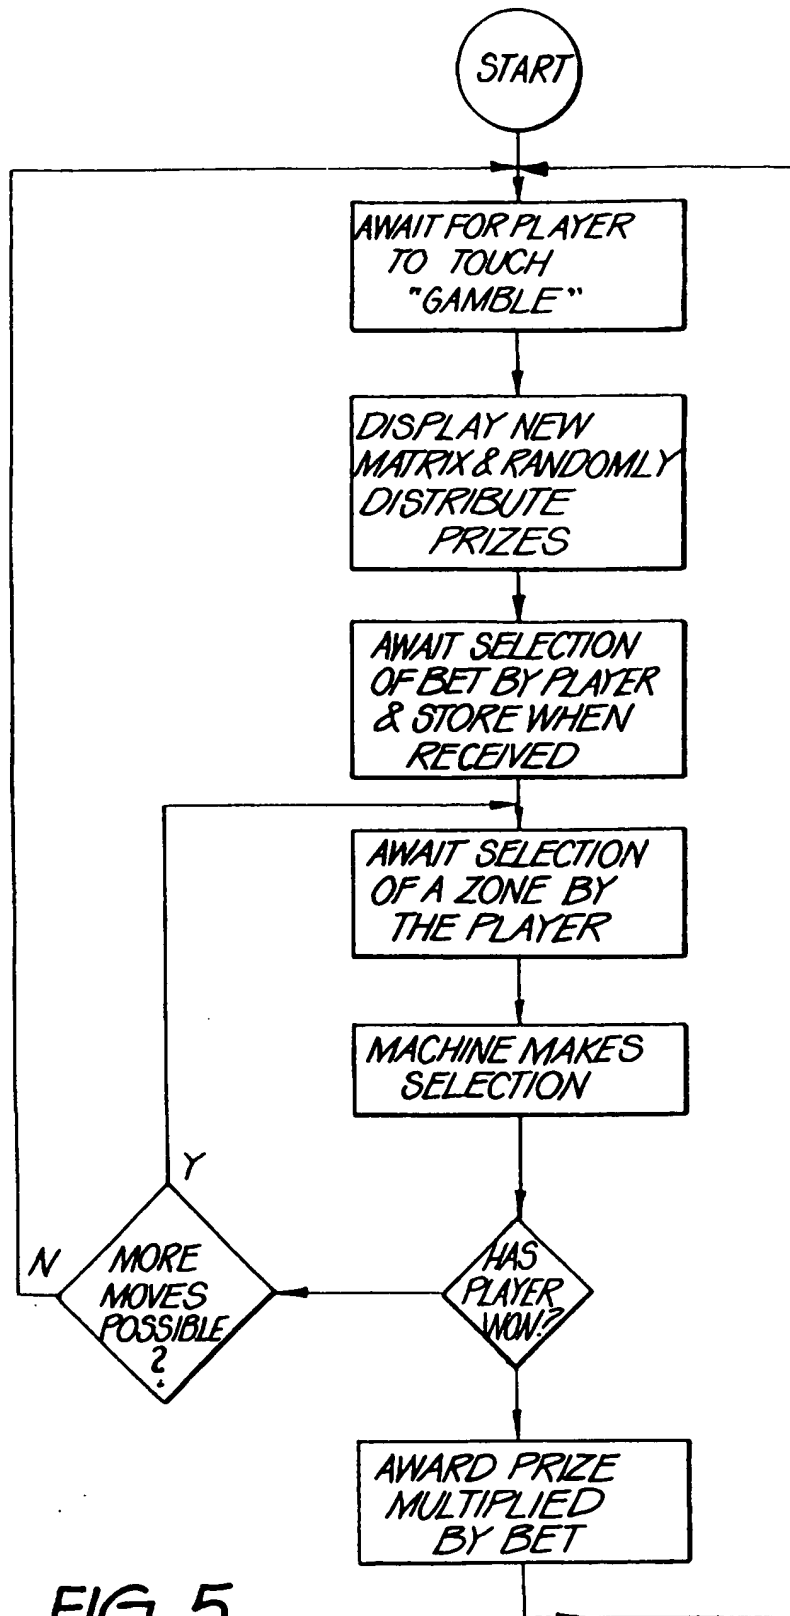 START
AWAIT FOR PLAYER
TO TOUCH
"GAMBLE"
DISPLAY NEW
MATRIX & RANDOMLY
DISTRIBUTE
PRIZES
AWAIT SELECTION
OF BET BY PLAYER
& STORE WHEN
RECEIVED
AWAIT SELECTION
OF A ZONE BY
THE PLAYER
MACHINE MAKES
SELECTION
Y
N
MORE
MOVES
POSSIBLE
?
HAS
PLAYER
WON?
AWARD PRIZE
MULTIPLIED
BY BET
FIG. 5